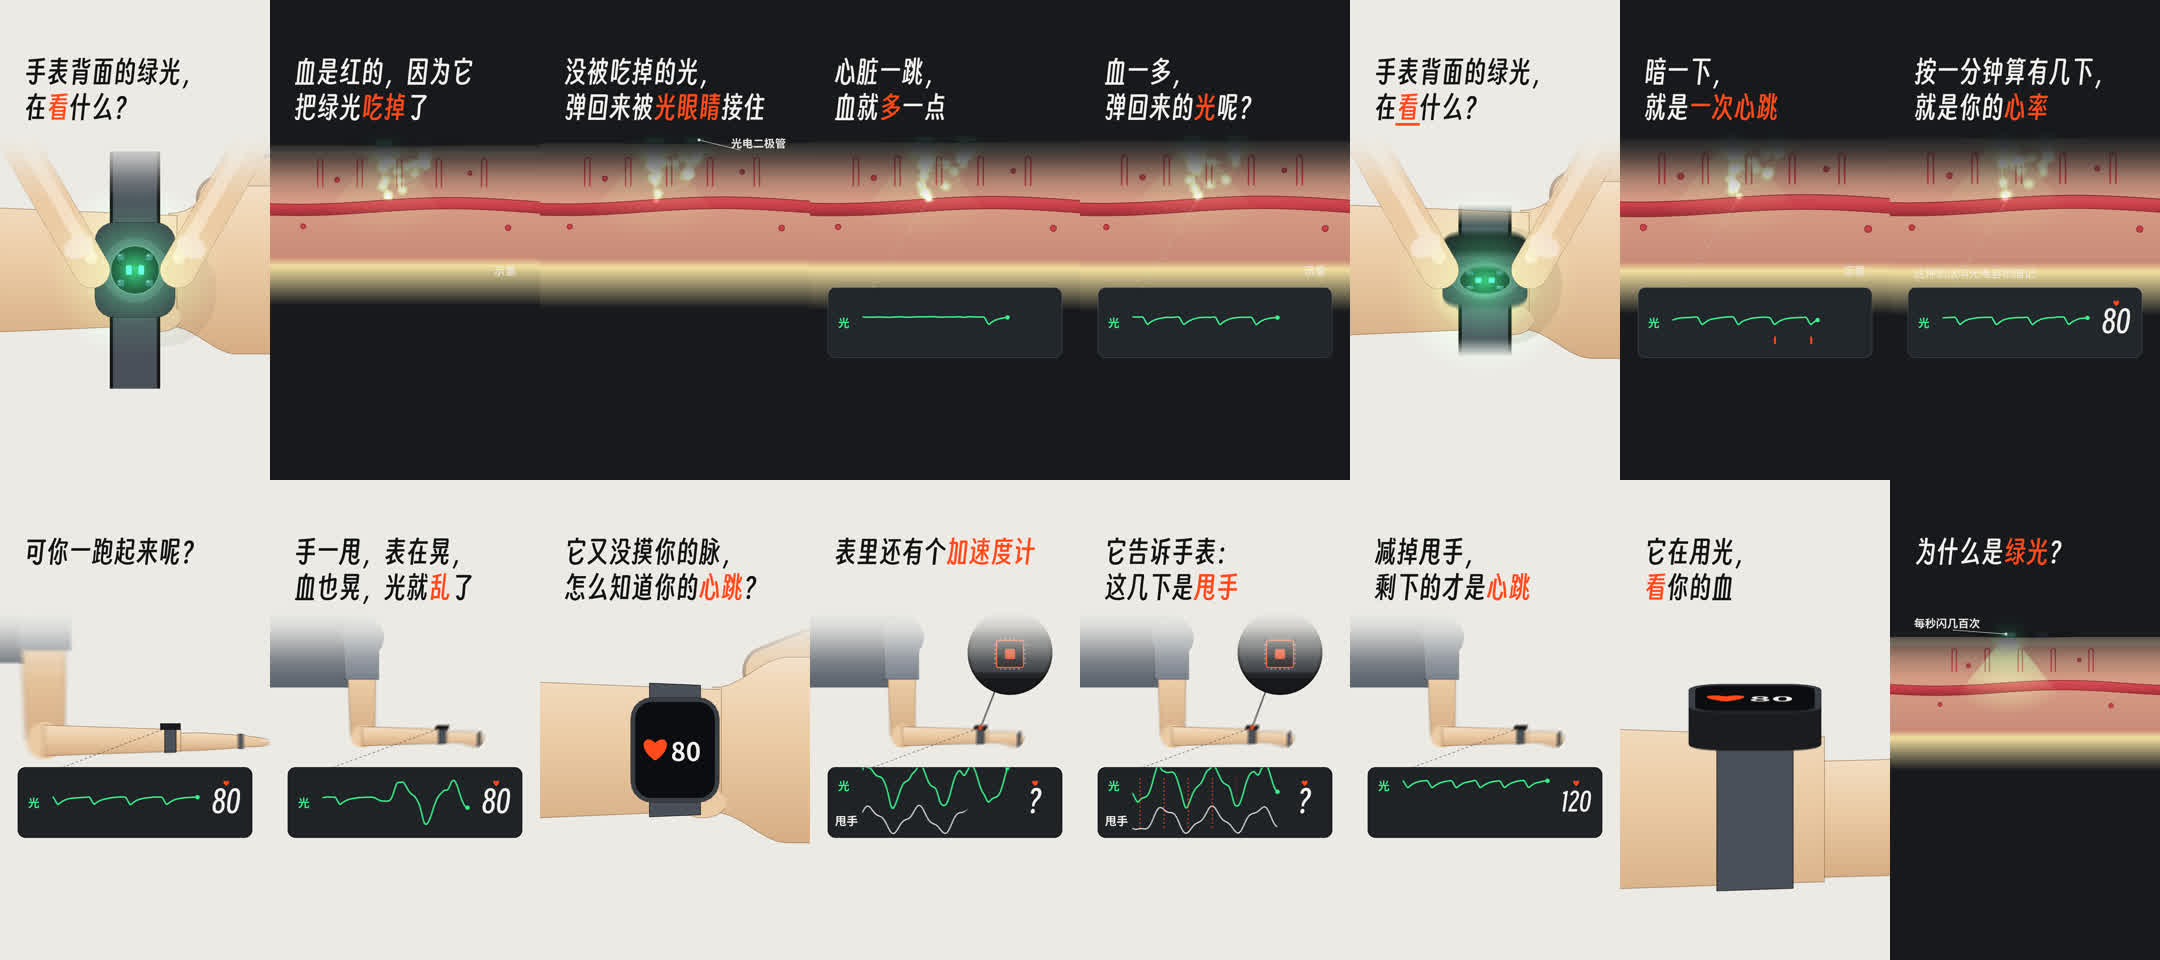 手表背面的绿光，
在看什么？
血是红的，因为它
把绿光吃掉了
示意
没被吃掉的光，
弹回来被光眼睛接住
光电二极管
心脏一跳，
血就多一点
光
血一多，
弹回来的光呢？
示意
光
手表背面的绿光，
在看什么？
暗一下，
就是一次心跳
示意
光
按一分钟算有几下，
就是你的心率
光
80
可你一跑起来呢？
光
80
手一甩，表在晃，
血也晃，光就乱了
光
80
它又没摸你的脉，
怎么知道你的心跳？
80
表里还有个加速度计
光
甩手
?
它告诉手表：
这几下是甩手
光
甩手
?
减掉甩手，
剩下的才是心跳
光
120
它在用光，
看你的血
80
为什么是绿光？
每秒闪几百次